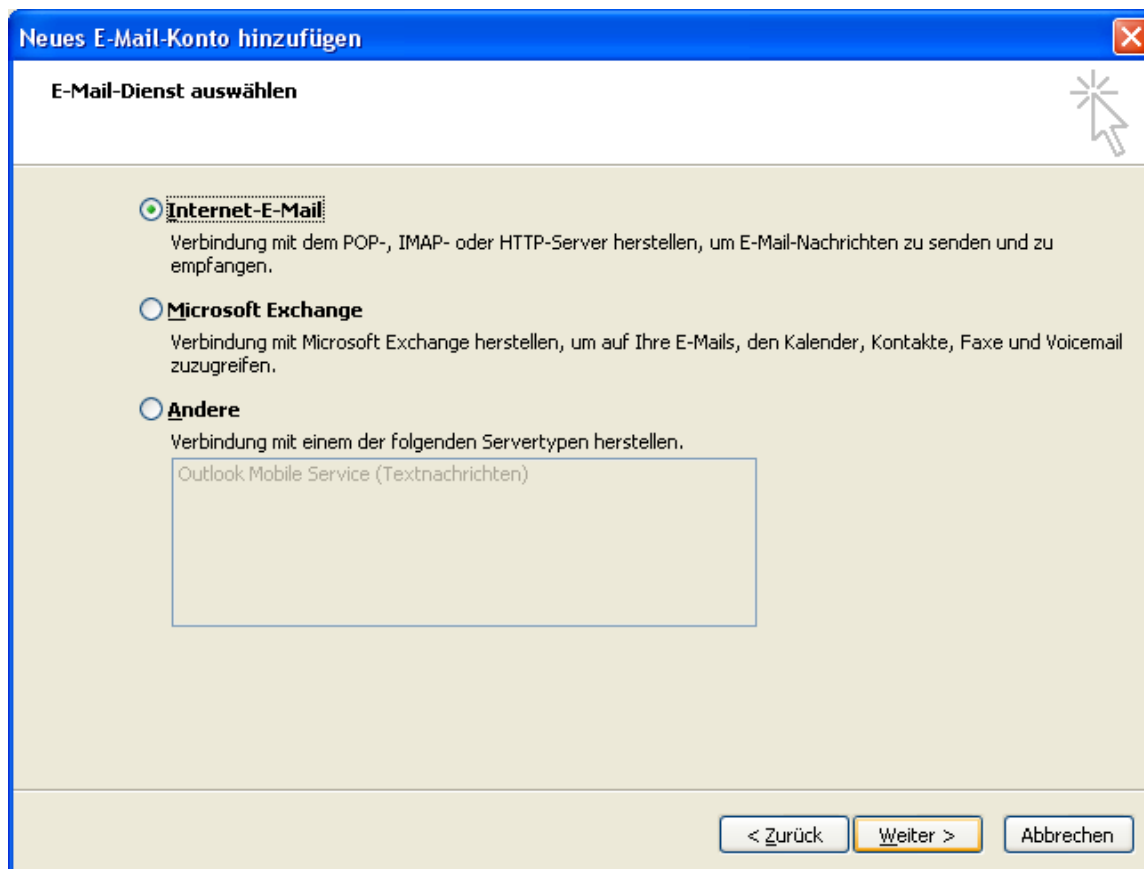 Neues E-Mail-Konto hinzufügen
E-Mail-Dienst auswählen
Internet-E-Mail
Verbindung mit dem POP-, IMAP- oder HTTP-Server herstellen, um E-Mail-Nachrichten zu senden und zu
empfangen.
Microsoft Exchange
Verbindung mit Microsoft Exchange herstellen, um auf Ihre E-Mails, den Kalender, Kontakte, Faxe und Voicemail
zuzugreifen.
Andere
Verbindung mit einem der folgenden Servertypen herstellen.
Outlook Mobile Service (Textnachrichten)
< Zurück Weiter > Abbrechen